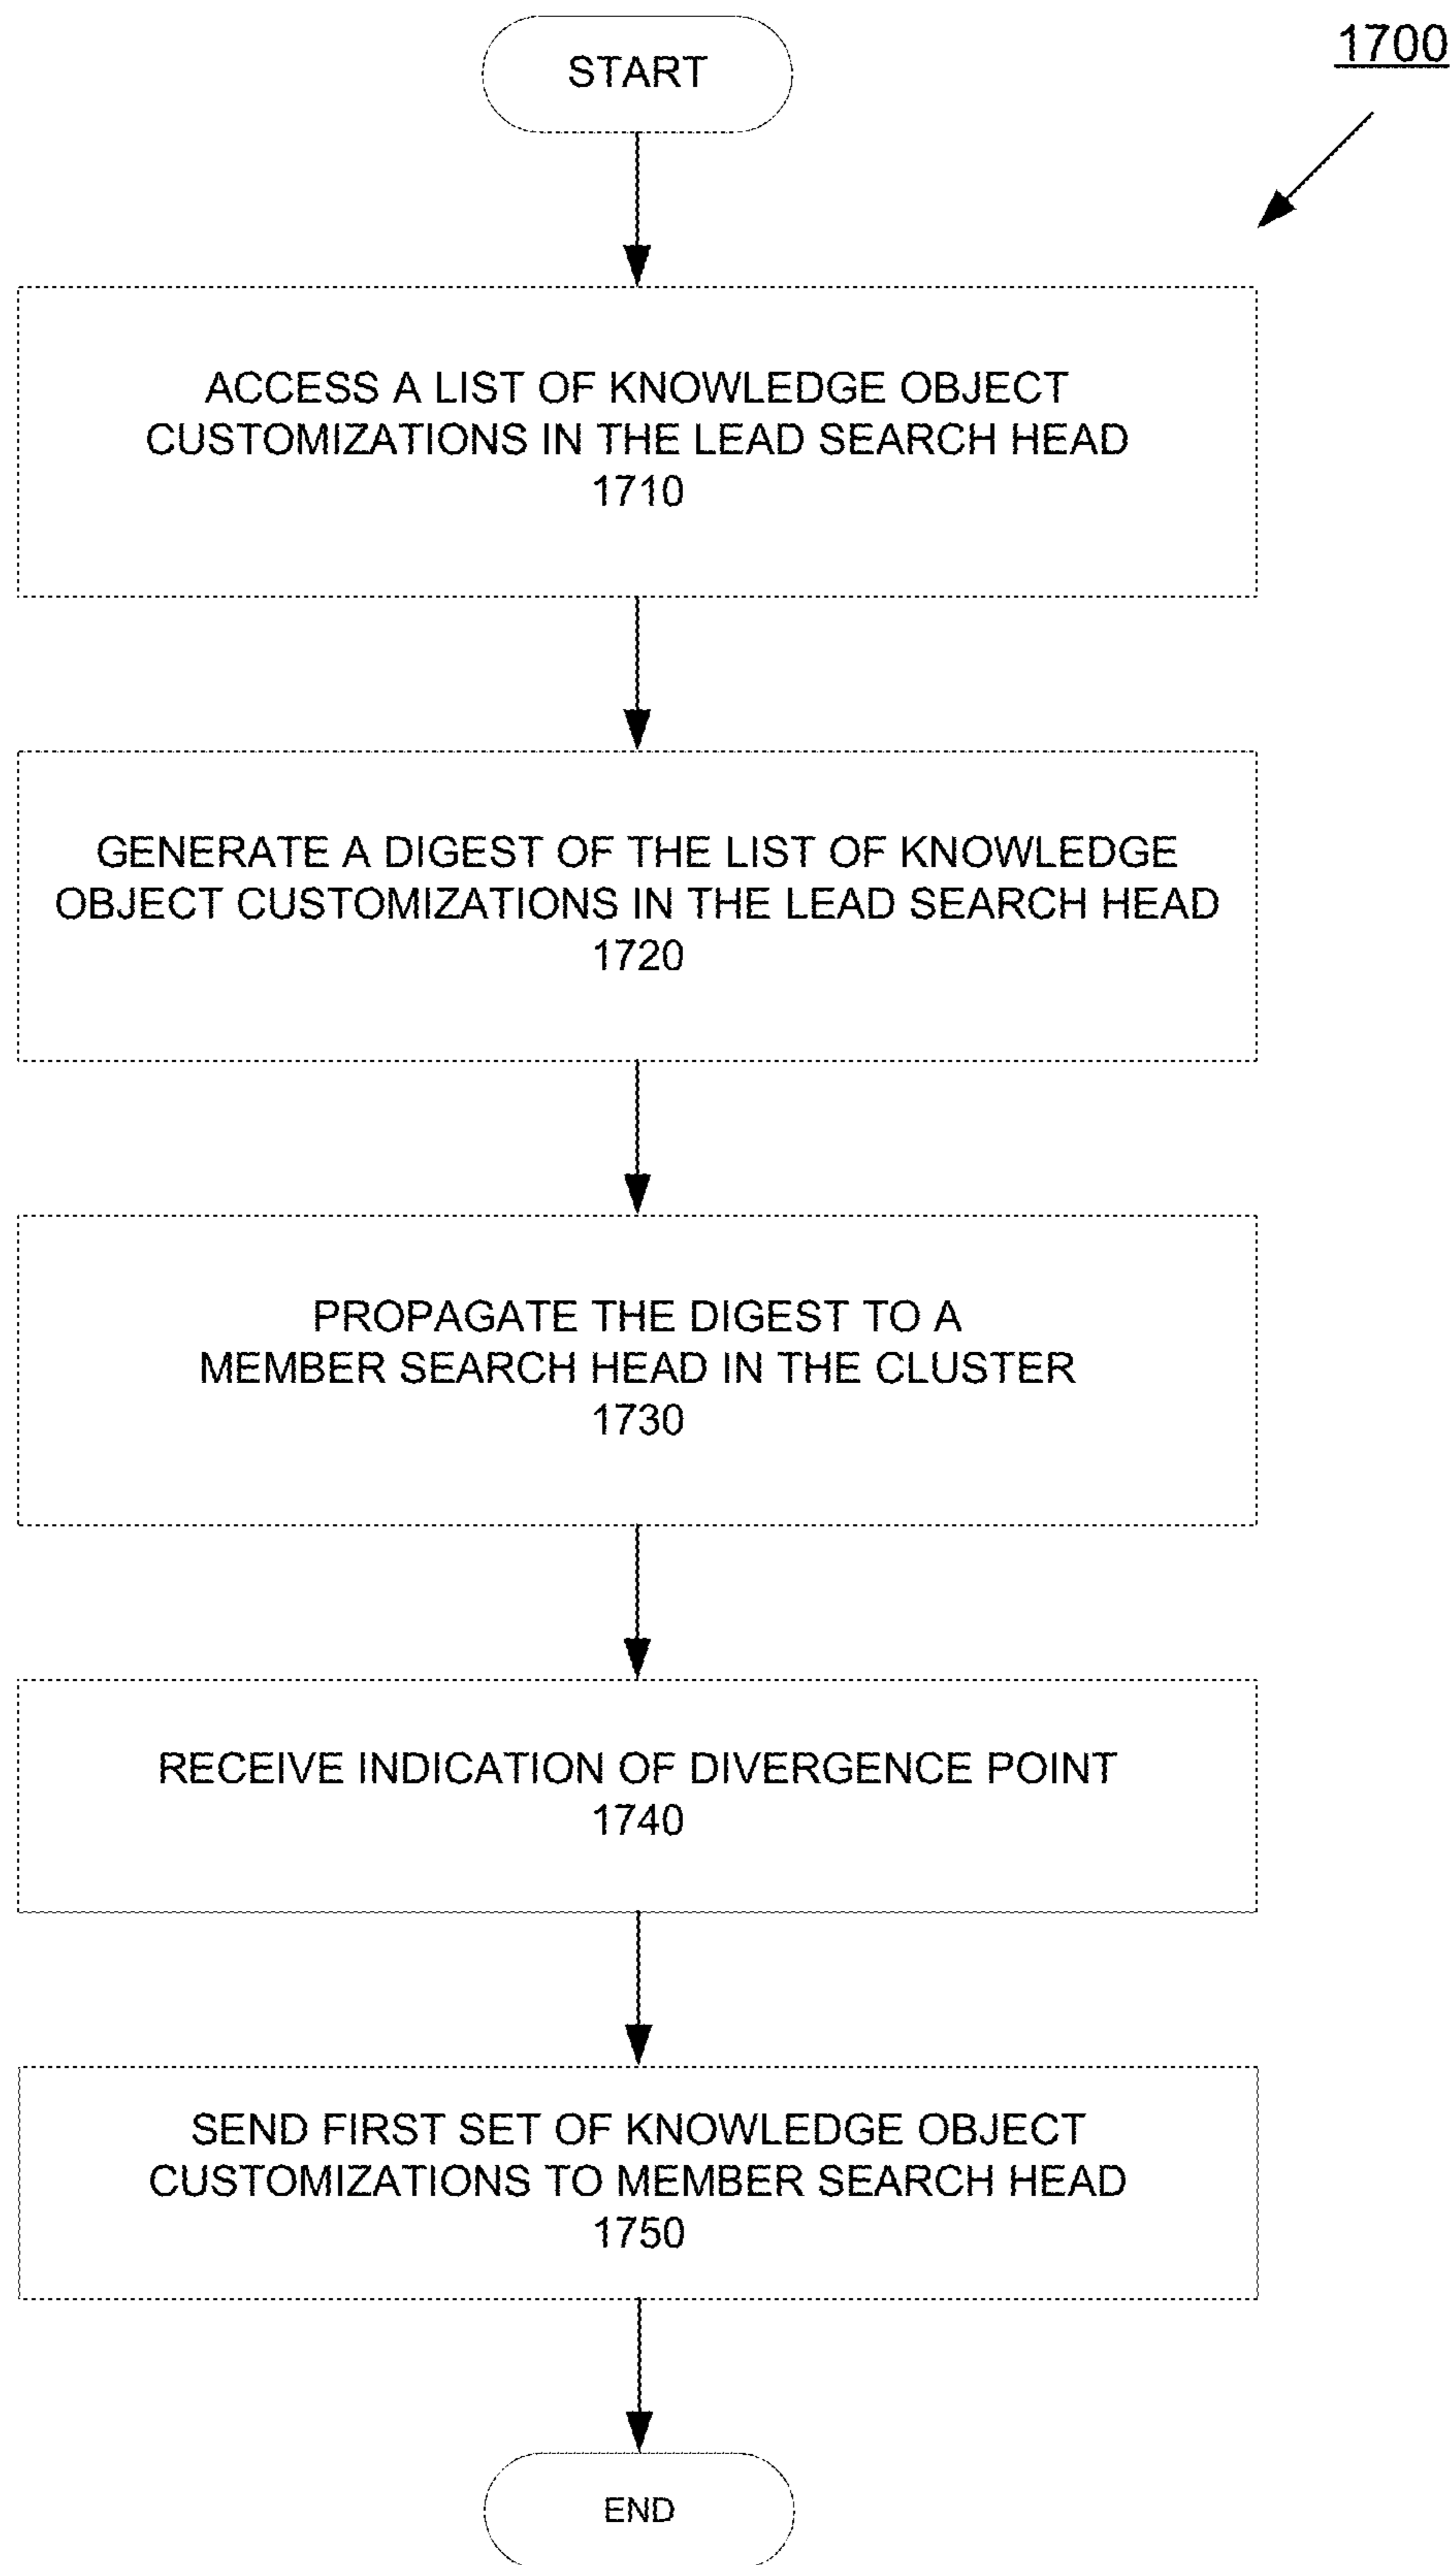 1700
START
ACCESS A LIST OF KNOWLEDGE OBJECT
CUSTOMIZATIONS IN THE LEAD SEARCH HEAD
1710
GENERATE A DIGEST OF THE LIST OF KNOWLEDGE
OBJECT CUSTOMIZATIONS IN THE LEAD SEARCH HEAD
1720
PROPAGATE THE DIGEST TO A
MEMBER SEARCH HEAD IN THE CLUSTER
1730
RECEIVE INDICATION OF DIVERGENCE POINT
1740
SEND FIRST SET OF KNOWLEDGE OBJECT
CUSTOMIZATIONS TO MEMBER SEARCH HEAD
1750
END